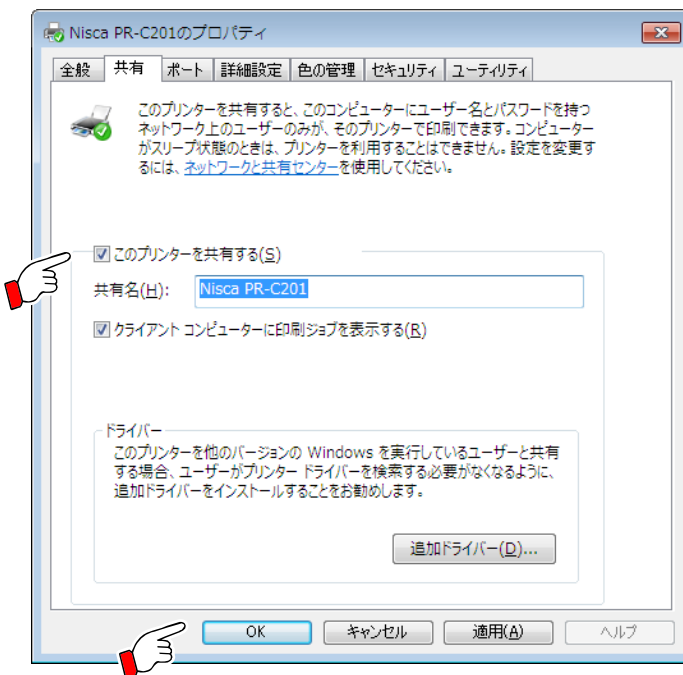 Nisca PR-C201のプロパティ
全般 共有 ポート 詳細設定 色の管理 セキュリティ ユーティリティ
このプリンターを共有すると、このコンピューターにユーザー名とパスワードを持つ
ネットワーク上のユーザーのみが、そのプリンターで印刷できます。コンピューター
がスリープ状態のときは、プリンターを利用することはできません。設定を変更す
るには、ネットワークと共有センターを使用してください。
このプリンターを共有する(S)
共有名(H): Nisca PR-C201
クライアント コンピューターに印刷ジョブを表示する(R)
ドライバー
このプリンターを他のバージョンの Windows を実行しているユーザーと共有
する場合、ユーザーがプリンター ドライバーを検索する必要がなくなるように、
追加ドライバーをインストールすることをお勧めします。
追加ドライバー(D)...
OK キャンセル 適用(A) ヘルプ